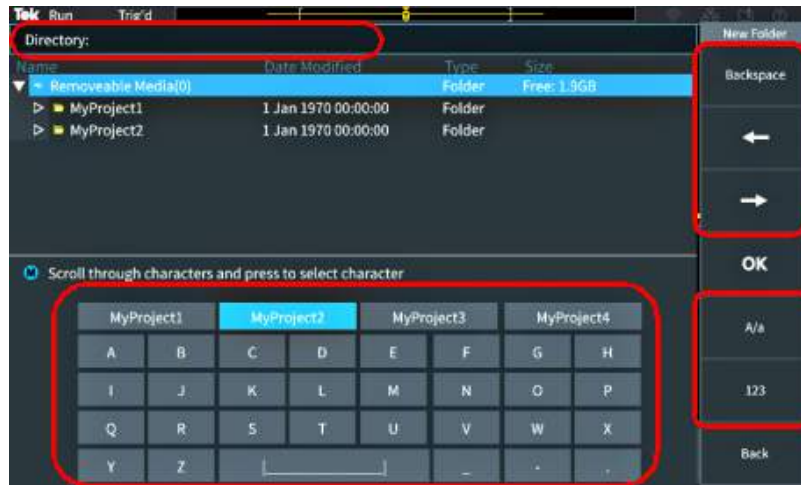 Tek Run Trig'd
New Folder
Directory:
Name Date Modified Type Size
Removeable Media(0) Folder Free: 1.9GB
MyProject1 1 Jan 1970 00:00:00 Folder
MyProject2 1 Jan 1970 00:00:00 Folder
Backspace
OK
A/a
123
Back
M Scroll through characters and press to select character
MyProject1 MyProject2 MyProject3 MyProject4
A B C D E F G H
I J K L M N O P
Q R S T U V W X
Y Z _ - .